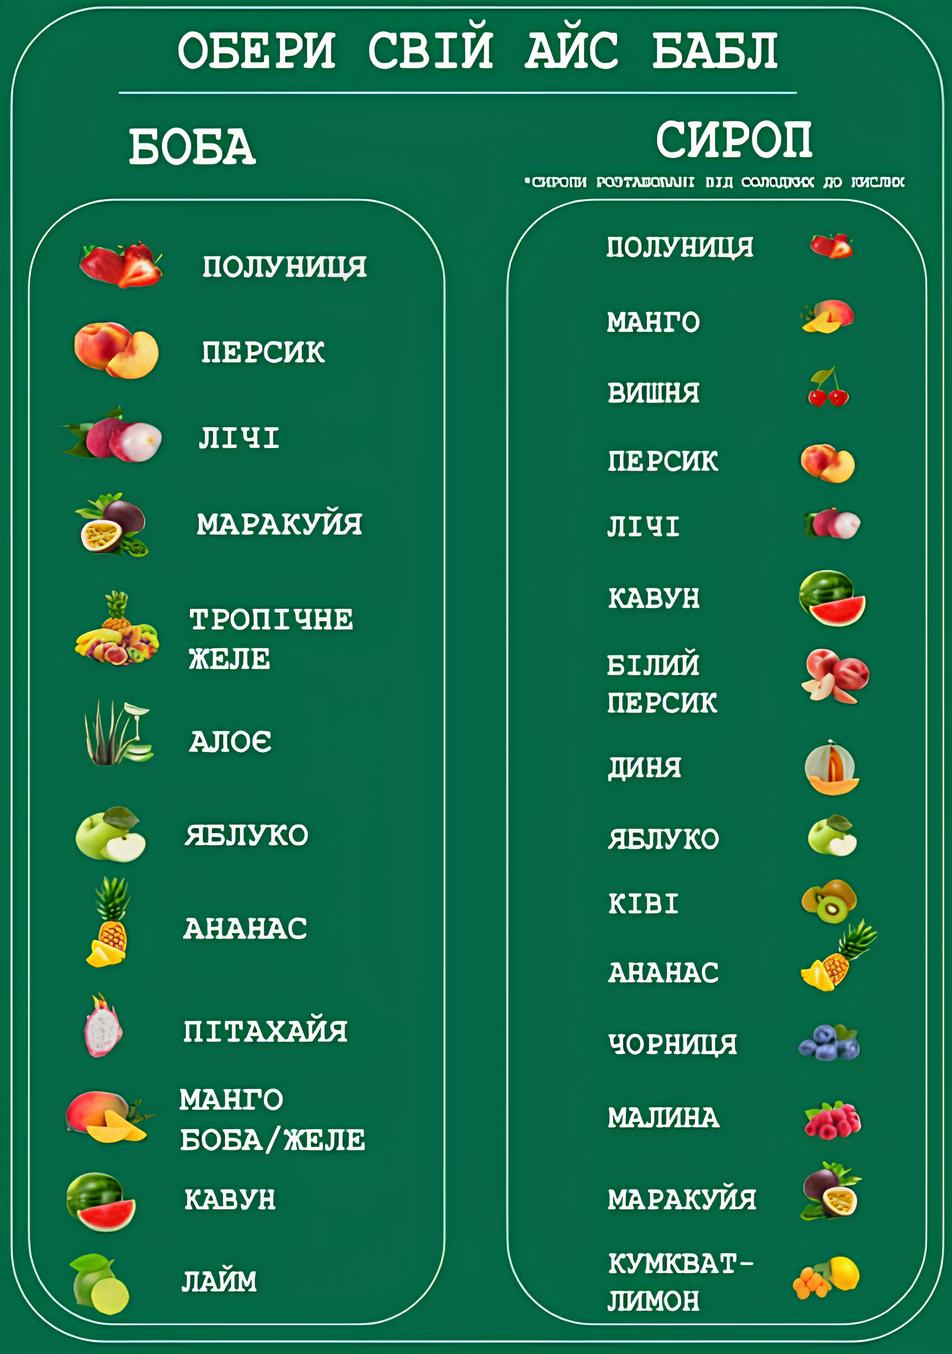 ОБЕРИ СВІЙ АЙС БАБЛ
БОБА
ПОЛУНИЦЯ
ПЕРСИК
ЛІЧІ
МАРАКУЙЯ
ТРОПІЧНЕ
ЖЕЛЕ
АЛОЄ
ЯБЛУКО
АНАНАС
ПІТАХАЙЯ
МАНГО
БОБА/ЖЕЛЕ
КАВУН
ЛАЙМ
СИРОП
*СИРОПИ РОЗТАШОВАНІ ВІД СОЛОДКИХ ДО КИСЛИХ
ПОЛУНИЦЯ
МАНГО
ВИШНЯ
ПЕРСИК
ЛІЧІ
КАВУН
БІЛИЙ
ПЕРСИК
ДИНЯ
ЯБЛУКО
КІВІ
АНАНАС
ЧОРНИЦЯ
МАЛИНА
МАРАКУЙЯ
КУМКВАТ-
ЛИМОН